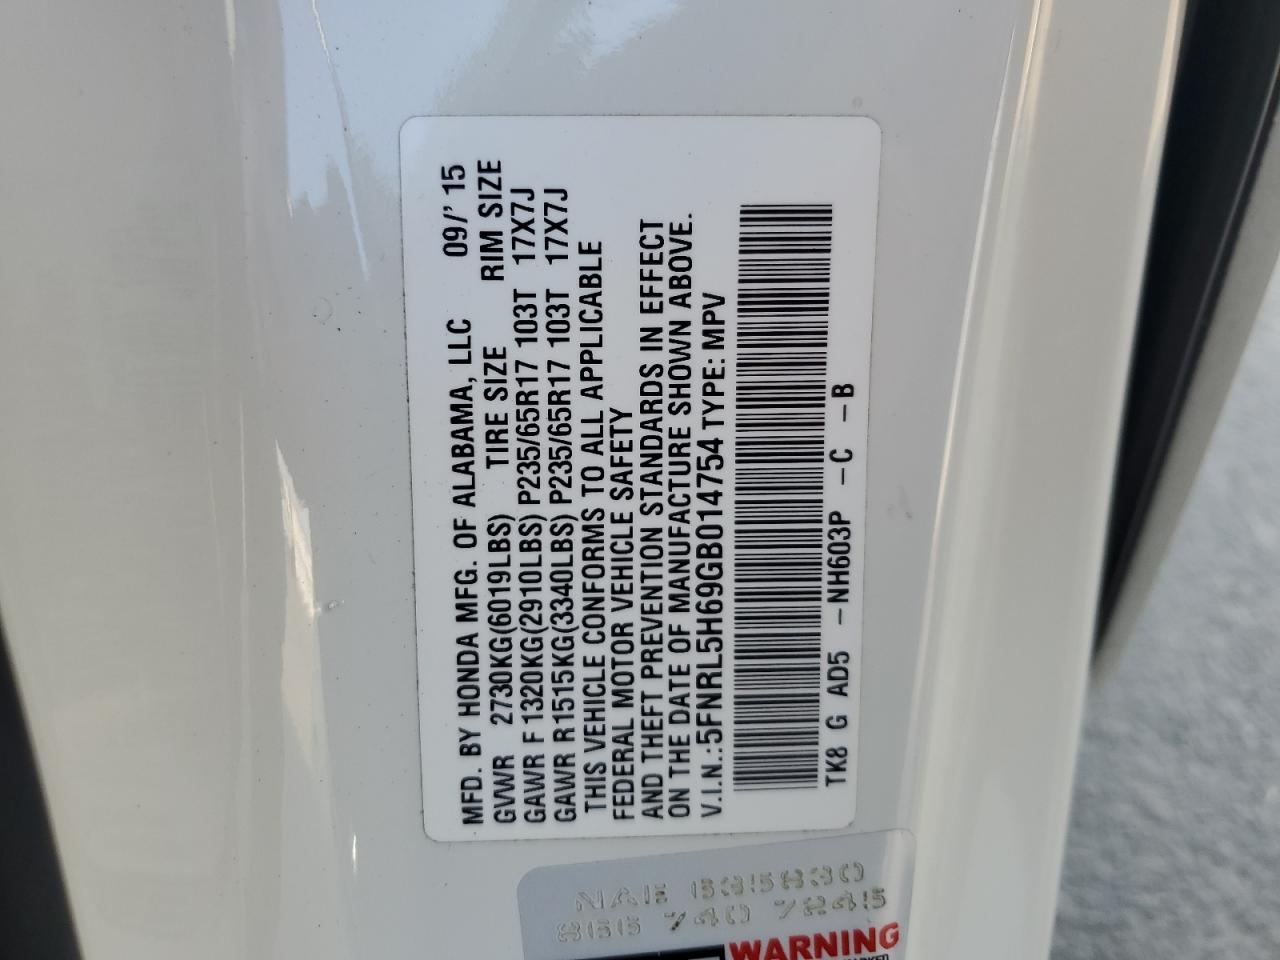 MFD. BY HONDA MFG. OF ALABAMA, LLC 09/' 15
GVWR 2730KG(6019LBS) TIRE SIZE RIM SIZE
GAWR F 1320KG(2910LBS) P235/65R17 103T 17X7J
GAWR R1515KG(3340LBS) P235/65R17 103T 17X7J
THIS VEHICLE CONFORMS TO ALL APPLICABLE
FEDERAL MOTOR VEHICLE SAFETY
AND THEFT PREVENTION STANDARDS IN EFFECT
ON THE DATE OF MANUFACTURE SHOWN ABOVE.
V.I.N.:5FNRL5H69GB014754 TYPE: MPV
TK8 G AD5 -NH603P -C -B
740 7245
WARNING